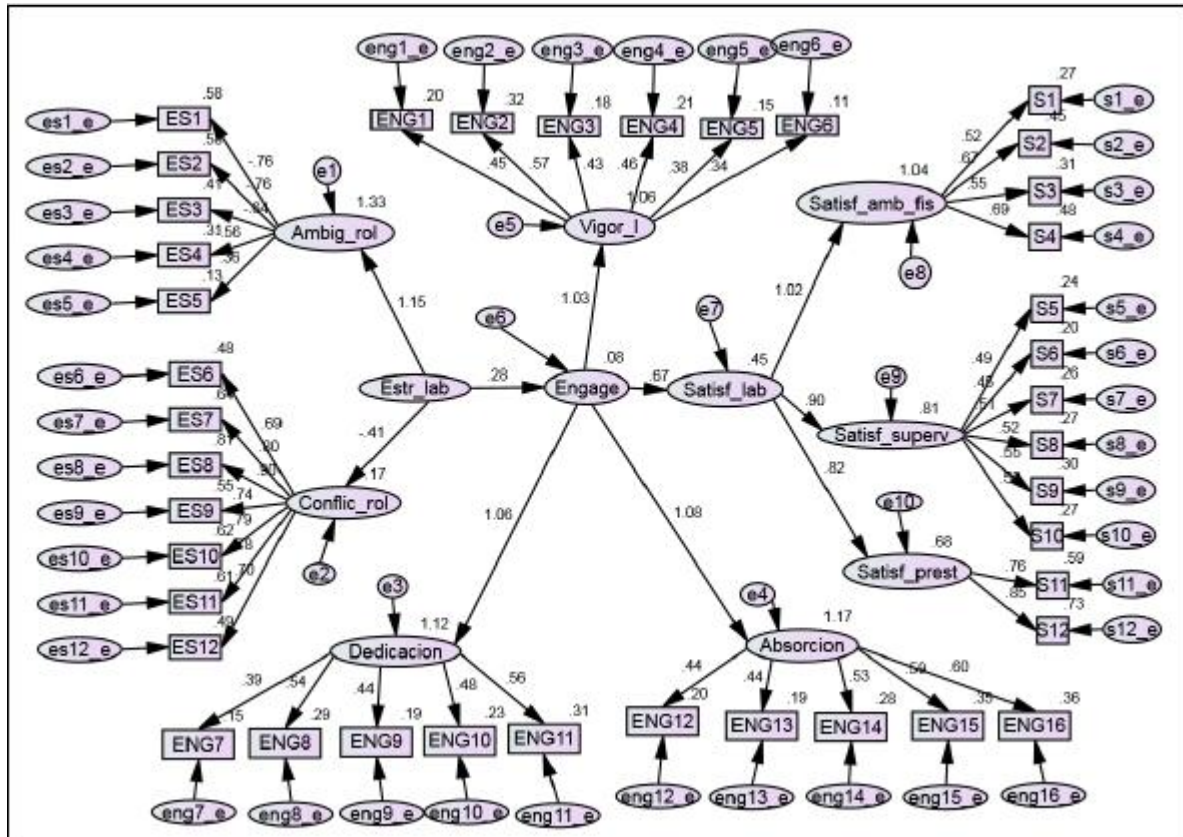 eng1_e
eng2_e
eng3_e
eng4_e
eng5_e
eng6_e
.20
.32
.18
.21
.15
.11
ENG1
ENG2
ENG3
ENG4
ENG5
ENG6
.45
.57
.43
.46
.38
.34
e5
1.06
Vigor_l
es1_e
ES1
.58
es2_e
ES2
es3_e
ES3
.41
es4_e
ES4
.31
es5_e
ES5
.13
-.76
-.76
.56
.36
e1
1.33
Ambig_rol
1.15
1.03
.27
S1
s1_e
.45
S2
s2_e
.31
S3
s3_e
.48
S4
s4_e
.52
.67
.55
.69
1.04
Satisf_amb_fis
e8
1.02
e6
.08
Estr_lab
.28
Engage
.67
e7
.45
Satisf_lab
-.41
.90
.82
.24
S5
s5_e
.20
S6
s6_e
.26
S7
s7_e
.27
S8
s8_e
.30
S9
s9_e
.27
S10
s10_e
.49
.52
.55
e9
.81
Satisf_superv
e10
.68
Satisf_prest
.76
.85
.59
S11
s11_e
.73
S12
s12_e
es6_e
ES6
.48
es7_e
ES7
es8_e
ES8
.81
es9_e
ES9
.55
es10_e
ES10
.62
es11_e
ES11
.61
es12_e
ES12
.49
.69
.80
.90
.74
.79
.70
.17
Conflic_rol
e2
1.06
1.08
e3
1.12
Dedicacion
.39
.54
.44
.48
.56
.15
.29
.19
.23
.31
ENG7
ENG8
ENG9
ENG10
ENG11
eng7_e
eng8_e
eng9_e
eng10_e
eng11_e
e4
1.17
Absorcion
.44
.44
.53
.59
.60
.20
.19
.28
.35
.36
ENG12
ENG13
ENG14
ENG15
ENG16
eng12_e
eng13_e
eng14_e
eng15_e
eng16_e